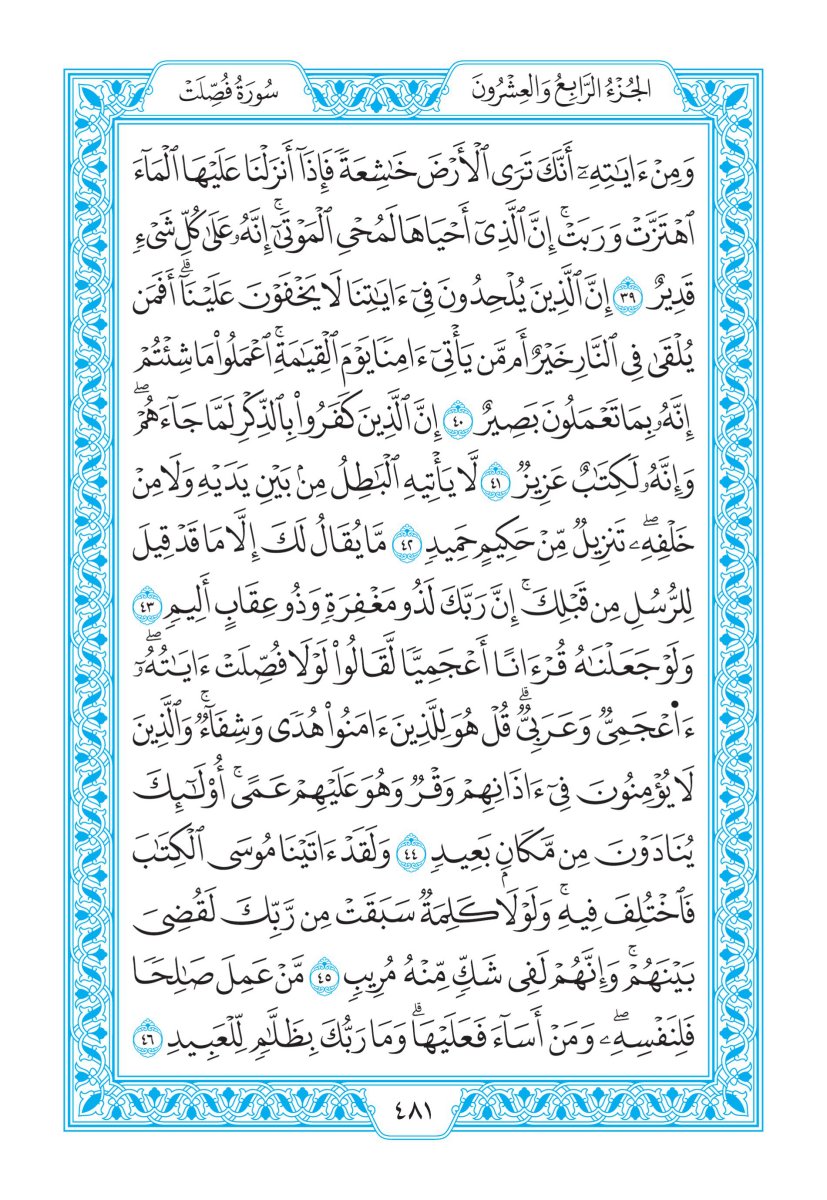 الجُزْءُ الرَّابِعُ وَالعِشْرُونَ
سُورَةُ فُصِّلَتْ
وَمِنْ ءَايَٰتِهِۦٓ أَنَّكَ تَرَى ٱلْأَرْضَ خَٰشِعَةً فَإِذَآ أَنزَلْنَا عَلَيْهَا ٱلْمَآءَ
ٱهْتَزَّتْ وَرَبَتْ ۚ إِنَّ ٱلَّذِىٓ أَحْيَاهَا لَمُحْىِ ٱلْمَوْتَىٰٓ ۚ إِنَّهُۥ عَلَىٰ كُلِّ شَىْءٍ
قَدِيرٌ ٣٩ إِنَّ ٱلَّذِينَ يُلْحِدُونَ فِىٓ ءَايَٰتِنَا لَا يَخْفَوْنَ عَلَيْنَآ ۗ أَفَمَن
يُلْقَىٰ فِى ٱلنَّارِ خَيْرٌ أَم مَّن يَأْتِىٓ ءَامِنًا يَوْمَ ٱلْقِيَٰمَةِ ۚ ٱعْمَلُوا۟ مَا شِئْتُمْ
إِنَّهُۥ بِمَا تَعْمَلُونَ بَصِيرٌ ٤٠ إِنَّ ٱلَّذِينَ كَفَرُوا۟ بِٱلذِّكْرِ لَمَّا جَآءَهُمْ ۖ
وَإِنَّهُۥ لَكِتَٰبٌ عَزِيزٌ ٤١ لَّا يَأْتِيهِ ٱلْبَٰطِلُ مِنۢ بَيْنِ يَدَيْهِ وَلَا مِنْ
خَلْفِهِۦ ۖ تَنزِيلٌ مِّنْ حَكِيمٍ حَمِيدٍ ٤٢ مَّا يُقَالُ لَكَ إِلَّا مَا قَدْ قِيلَ
لِلرُّسُلِ مِن قَبْلِكَ ۚ إِنَّ رَبَّكَ لَذُو مَغْفِرَةٍ وَذُو عِقَابٍ أَلِيمٍ ٤٣
وَلَوْ جَعَلْنَٰهُ قُرْءَانًا أَعْجَمِيًّا لَّقَالُوا۟ لَوْلَا فُصِّلَتْ ءَايَٰتُهُۥٓ ۖ
ءَا۬عْجَمِىٌّ وَعَرَبِىٌّ ۗ قُلْ هُوَ لِلَّذِينَ ءَامَنُوا۟ هُدًى وَشِفَآءٌ ۚ وَٱلَّذِينَ
لَا يُؤْمِنُونَ فِىٓ ءَاذَانِهِمْ وَقْرٌ وَهُوَ عَلَيْهِمْ عَمًى ۚ أُو۟لَٰٓئِكَ
يُنَادَوْنَ مِن مَّكَانٍۭ بَعِيدٍ ٤٤ وَلَقَدْ ءَاتَيْنَا مُوسَى ٱلْكِتَٰبَ
فَٱخْتُلِفَ فِيهِ ۚ وَلَوْلَا كَلِمَةٌ سَبَقَتْ مِن رَّبِّكَ لَقُضِىَ
بَيْنَهُمْ ۚ وَإِنَّهُمْ لَفِى شَكٍّ مِّنْهُ مُرِيبٍ ٤٥ مَّنْ عَمِلَ صَٰلِحًا
فَلِنَفْسِهِۦ ۖ وَمَنْ أَسَآءَ فَعَلَيْهَا ۗ وَمَا رَبُّكَ بِظَلَّٰمٍ لِّلْعَبِيدِ ٤٦
٤٨١